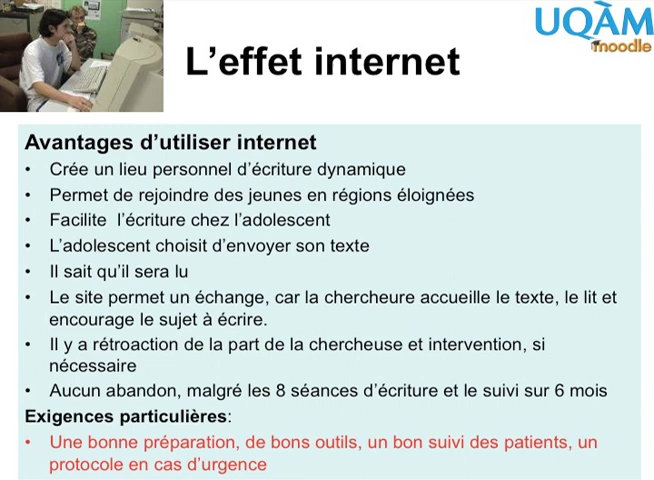 UQÀM
moodle
L’effet internet
Avantages d’utiliser internet
• Crée un lieu personnel d’écriture dynamique
• Permet de rejoindre des jeunes en régions éloignées
• Facilite l’écriture chez l’adolescent
• L’adolescent choisit d’envoyer son texte
• Il sait qu’il sera lu
• Le site permet un échange, car la chercheure accueille le texte, le lit et
encourage le sujet à écrire.
• Il y a rétroaction de la part de la chercheuse et intervention, si
nécessaire
• Aucun abandon, malgré les 8 séances d’écriture et le suivi sur 6 mois
Exigences particulières:
• Une bonne préparation, de bons outils, un bon suivi des patients, un
protocole en cas d’urgence